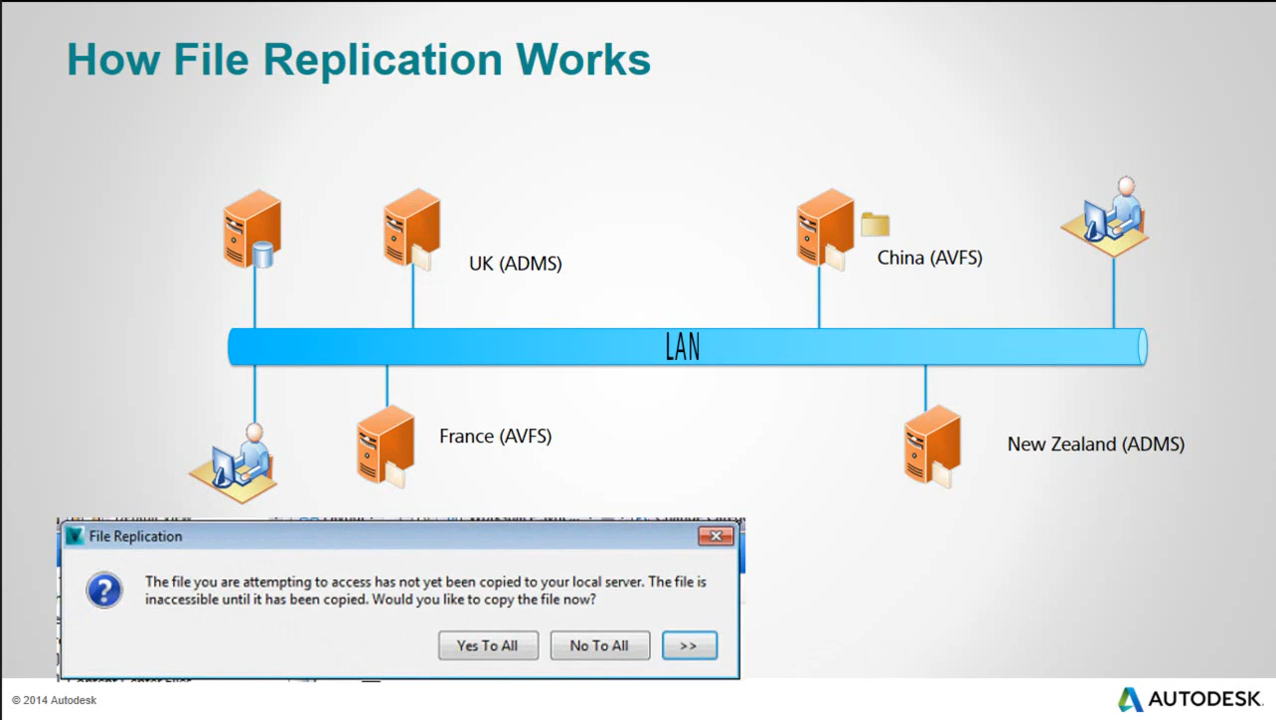 How File Replication Works
UK (ADMS)
China (AVFS)
LAN
France (AVFS)
New Zealand (ADMS)
File Replication
The file you are attempting to access has not yet been copied to your local server. The file is
inaccessible until it has been copied. Would you like to copy the file now?
Yes To All
No To All
>>
© 2014 Autodesk
AUTODESK.